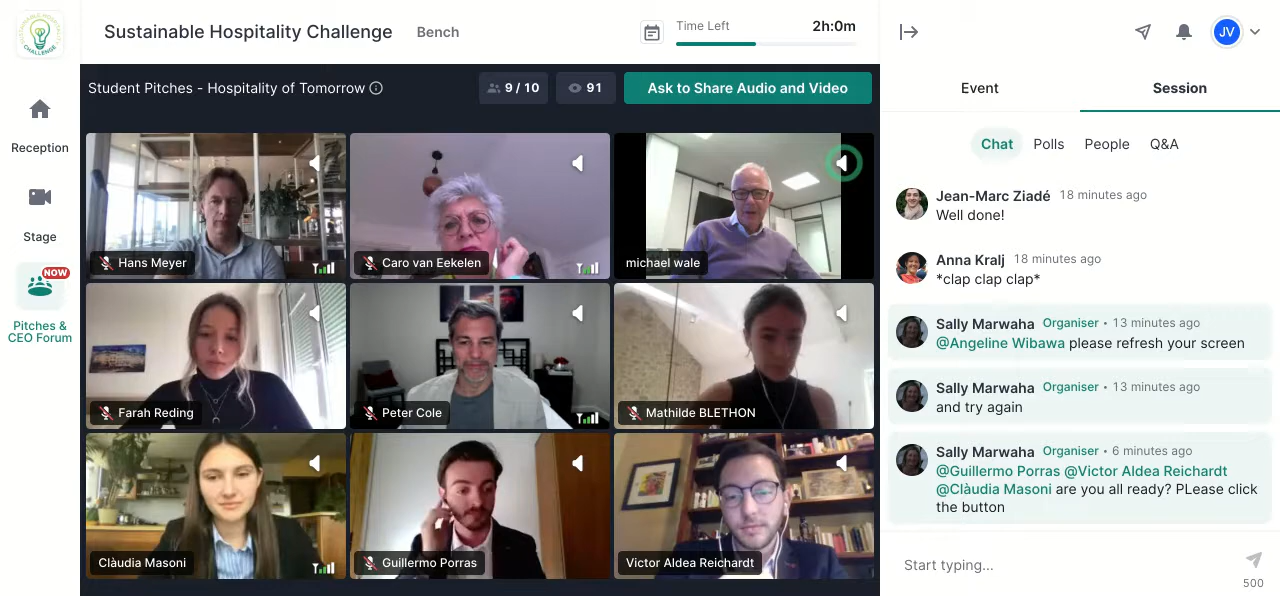 SUSTAINABLE HOSPITALITY
CHALLENGE
Sustainable Hospitality Challenge
Bench
Time Left
2h:0m
JV
Reception
Stage
NOW
Pitches &
CEO Forum
Student Pitches - Hospitality of Tomorrow
9 / 10
91
Ask to Share Audio and Video
Hans Meyer
Caro van Eekelen
michael wale
Farah Reding
Peter Cole
Mathilde BLETHON
Clàudia Masoni
Guillermo Porras
Victor Aldea Reichardt
Event
Session
Chat
Polls
People
Q&A
Jean-Marc Ziadé 18 minutes ago
Well done!
Anna Kralj 18 minutes ago
*clap clap clap*
Sally Marwaha Organiser • 13 minutes ago
@Angeline Wibawa please refresh your screen
Sally Marwaha Organiser • 13 minutes ago
and try again
Sally Marwaha Organiser • 6 minutes ago
@Guillermo Porras @Victor Aldea Reichardt
@Clàudia Masoni are you all ready? PLease click
the button
Start typing...
500